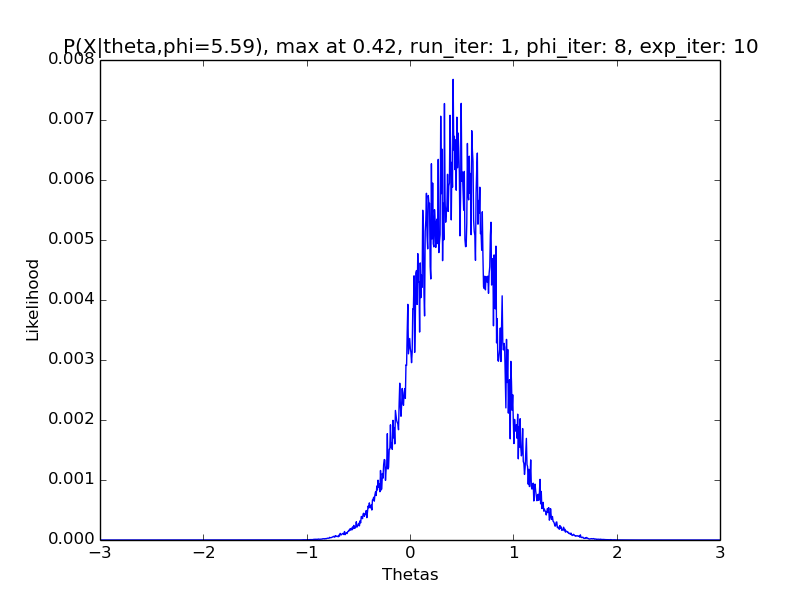 P(X|theta,phi=5.59), max at 0.42, run_iter: 1, phi_iter: 8, exp_iter: 10
0.008
0.007
0.006
0.005
0.004
0.003
0.002
0.001
0.000
Likelihood
−3 −2 −1 0 1 2 3
Thetas